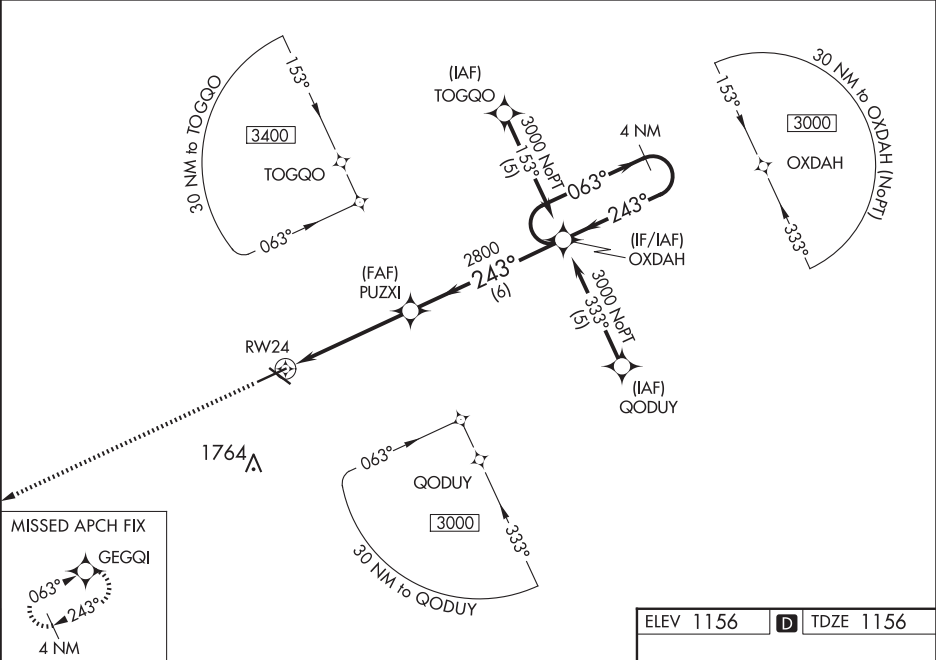 30 NM to TOGQO
153°
3400
TOGQO
063°
(IAF)
TOGQO
3000 NoPT
153°
(5)
4 NM
063°
243°
(IF/IAF)
OXDAH
30 NM to OXDAH (NoPT)
153°
3000
OXDAH
333°
2800
243°
(6)
(FAF)
PUZXI
3000 NoPT
333°
(5)
RW24
(IAF)
QODUY
1764
063°
QODUY
3000
333°
30 NM to QODUY
MISSED APCH FIX
GEGQI
063°
243°
4 NM
ELEV 1156 D TDZE 1156